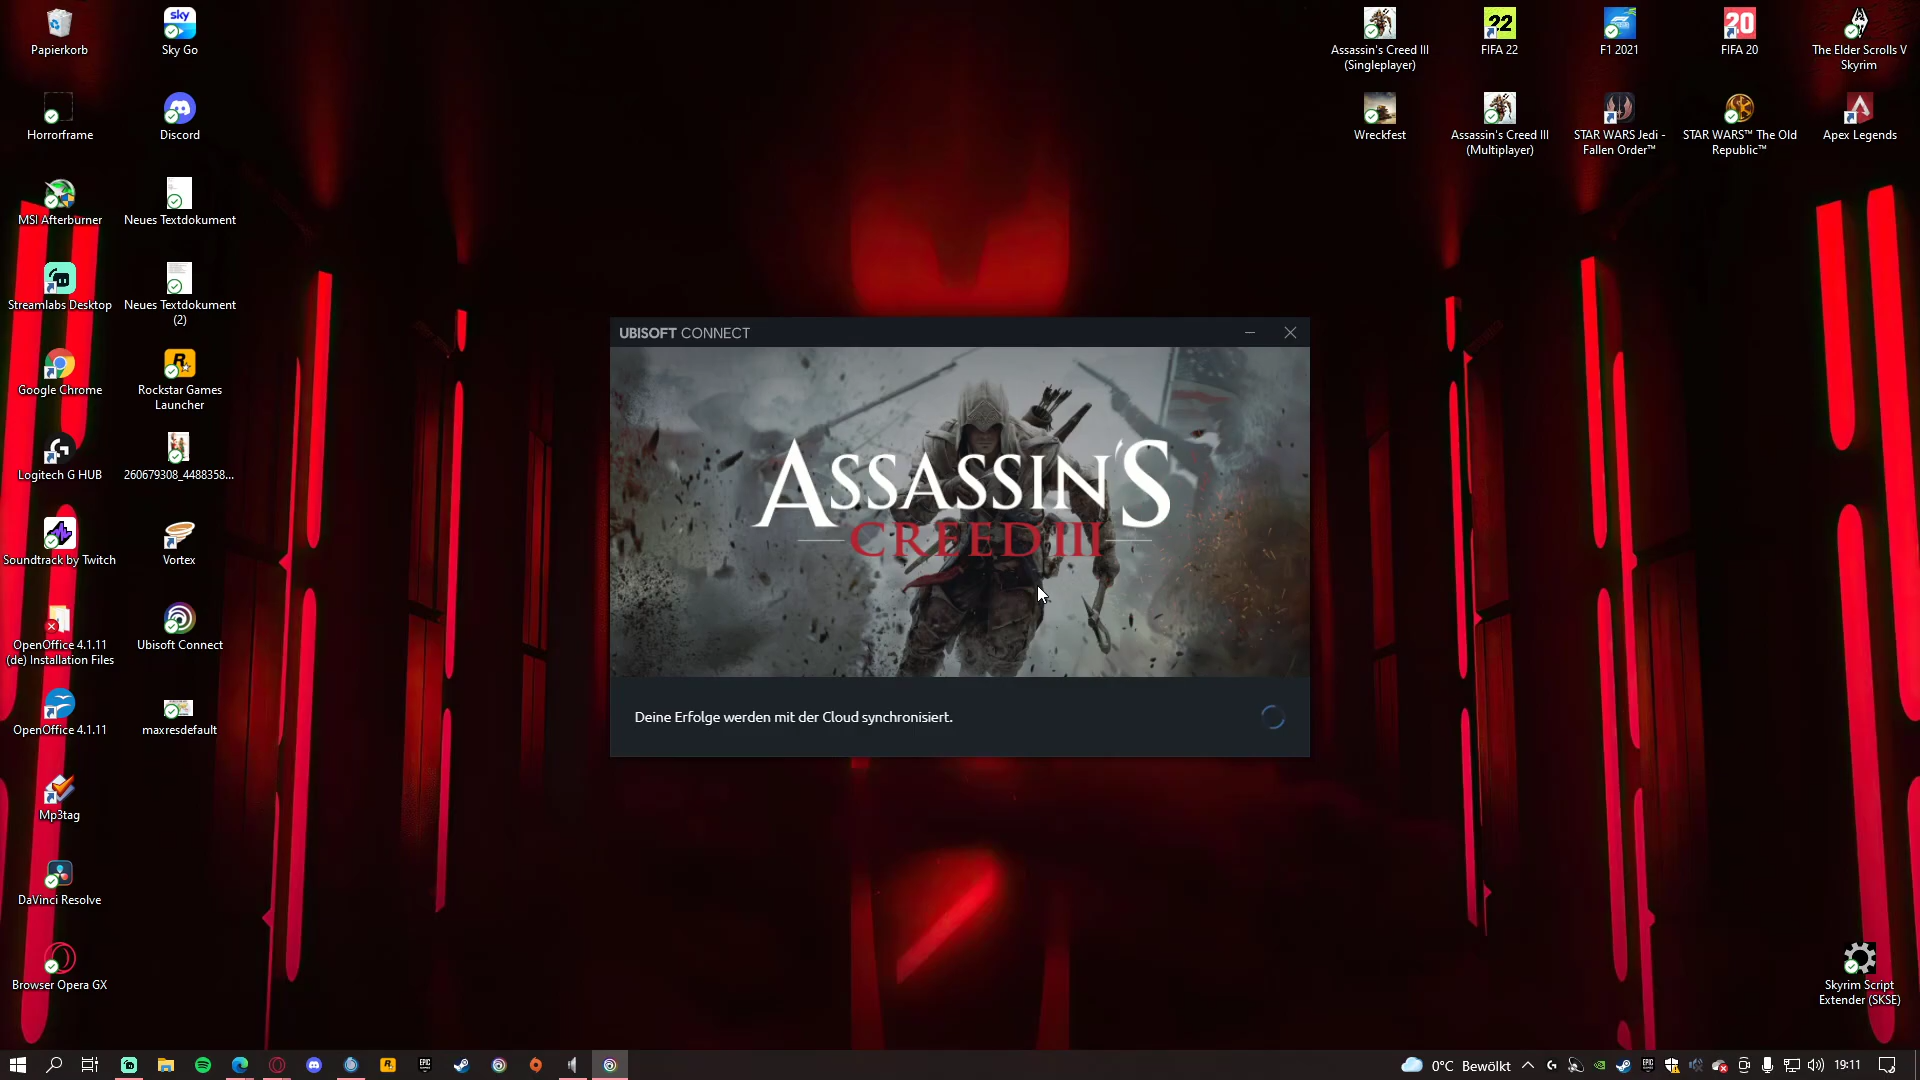 Papierkorb
Sky Go
Horrorframe
Discord
MSI Afterburner
Neues Textdokument
Streamlabs Desktop
Neues Textdokument
(2)
Google Chrome
Rockstar Games
Launcher
Logitech G HUB
260679308_4488358...
Soundtrack by Twitch
Vortex
OpenOffice 4.1.11
(de) Installation Files
Ubisoft Connect
OpenOffice 4.1.11
maxresdefault
Mp3tag
DaVinci Resolve
Browser Opera GX
Assassin's Creed III
(Singleplayer)
22
FIFA 22
F1 2021
20
FIFA 20
The Elder Scrolls V
Skyrim
Wreckfest
Assassin's Creed III
(Multiplayer)
STAR WARS Jedi -
Fallen Order™
STAR WARS™ The Old
Republic™
Apex Legends
UBISOFT CONNECT
ASSASSIN'S
CREED III
Deine Erfolge werden mit der Cloud synchronisiert.
Skyrim Script
Extender (SKSE)
0°C Bewölkt
19:11